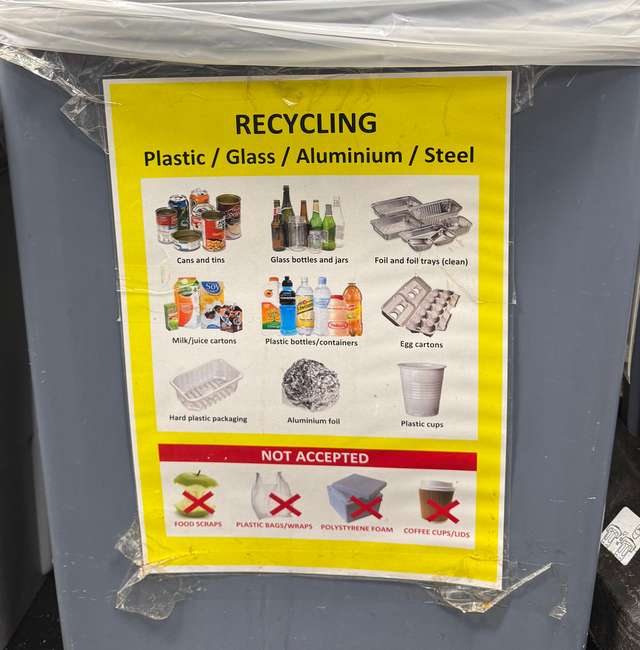 RECYCLING
Plastic / Glass / Aluminium / Steel
Cans and tins
Glass bottles and jars
Foil and foil trays (clean)
Soy
Milk/juice cartons
Plastic bottles/containers
Egg cartons
Hard plastic packaging
Aluminium foil
Plastic cups
NOT ACCEPTED
FOOD SCRAPS
PLASTIC BAGS/WRAPS
POLYSTYRENE FOAM
COFFEE CUPS/LIDS